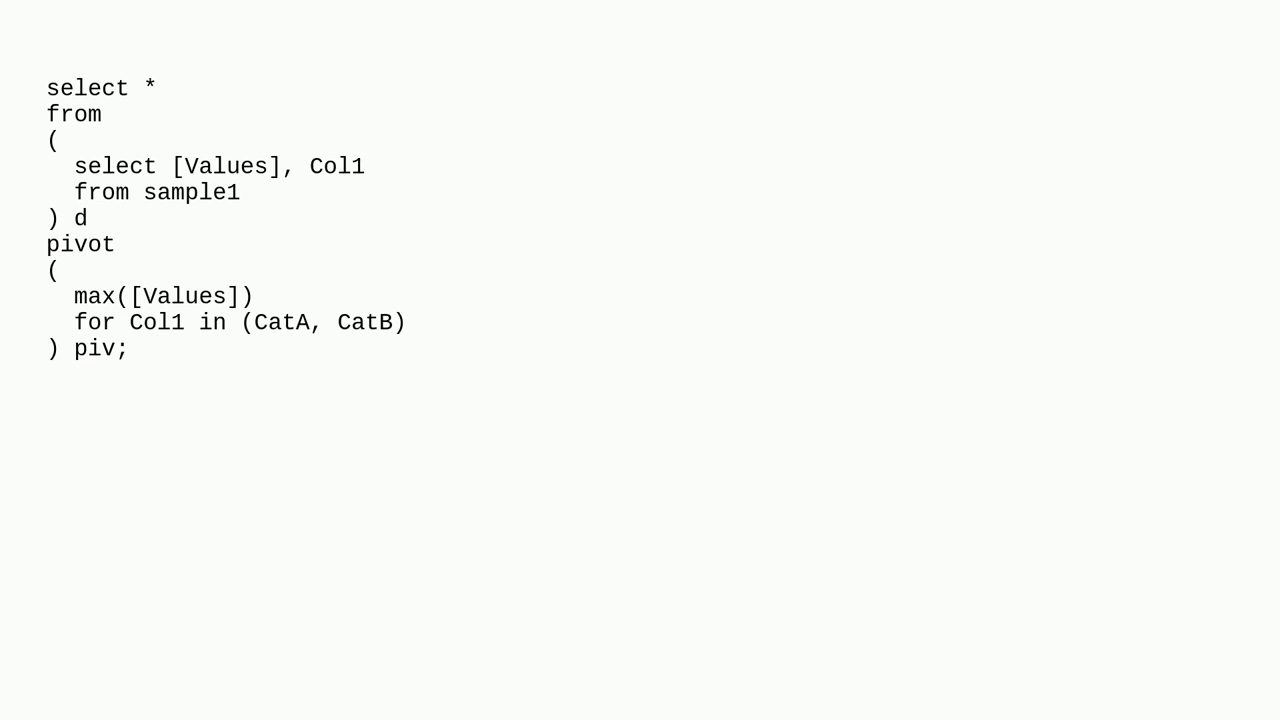 select *
from
(
  select [Values], Col1
  from sample1
) d
pivot
(
  max([Values])
  for Col1 in (CatA, CatB)
) piv;